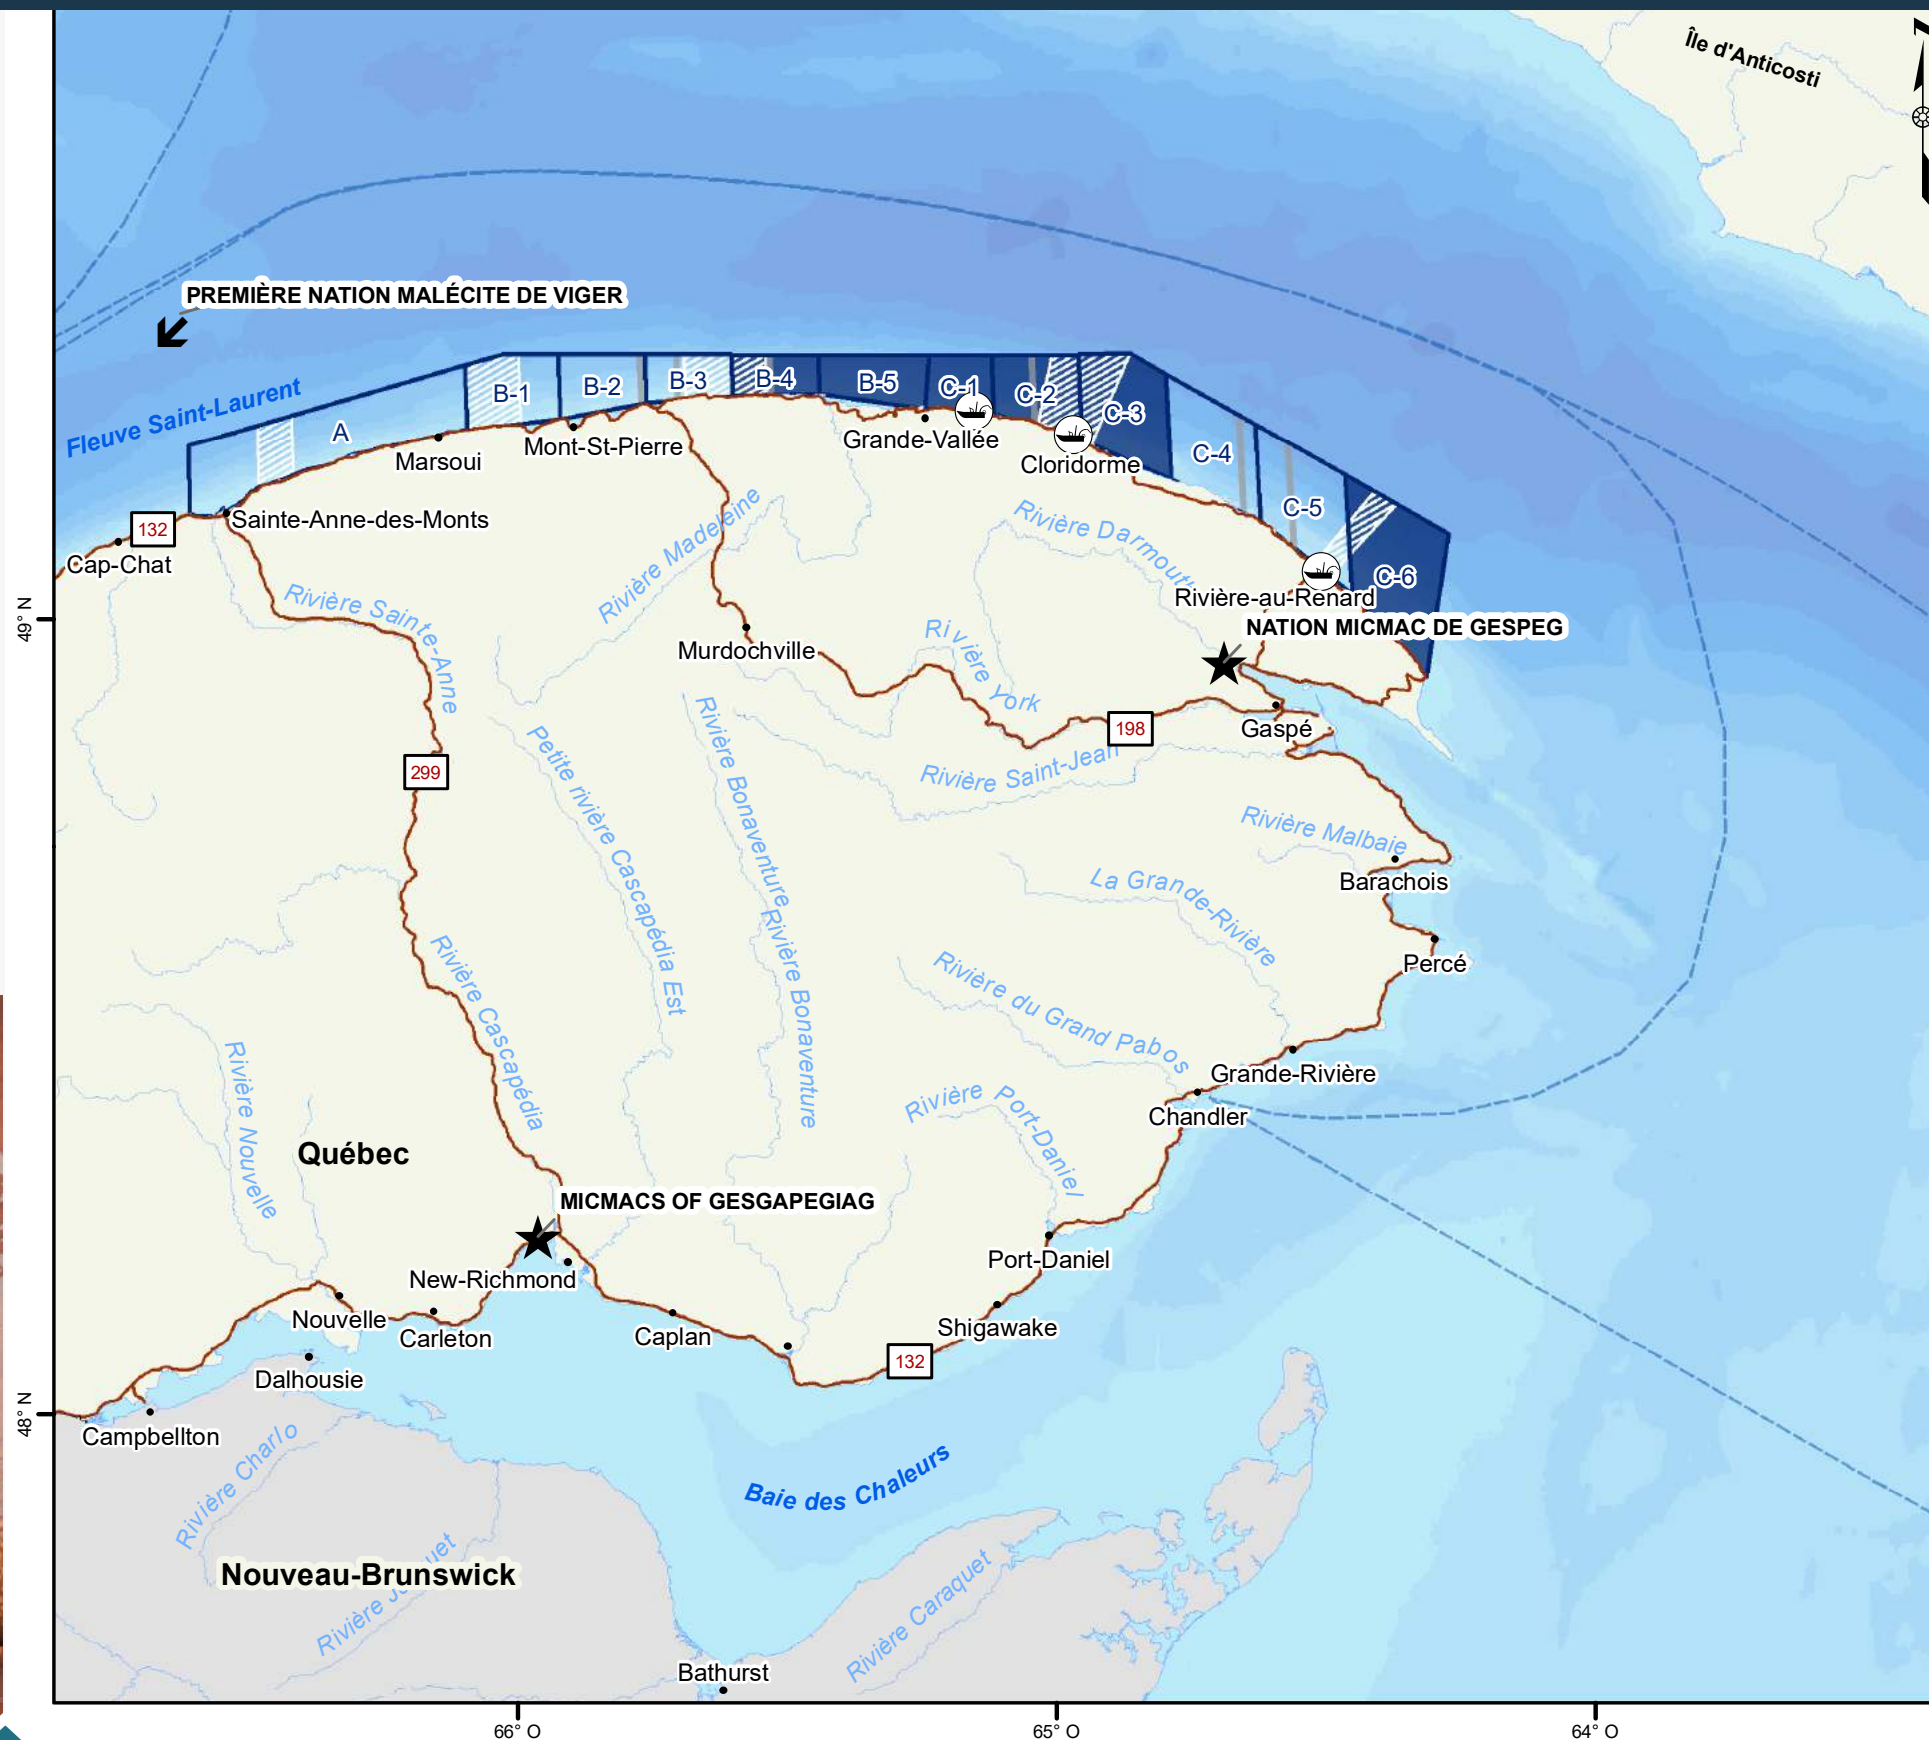 Île d'Anticosti
PREMIÈRE NATION MALÉCITE DE VIGER
Fleuve Saint-Laurent
A
B-1
B-2
B-3
B-4
B-5
C-1
C-2
C-3
C-4
C-5
C-6
Marsoui
Mont-St-Pierre
Grande-Vallée
Cloridorme
132
Sainte-Anne-des-Monts
Cap-Chat
Rivière Sainte-Anne
Rivière Madeleine
Rivière Darmouth
Rivière-au-Renard
49° N
NATION MICMAC DE GESPEG
Murdochville
Rivière York
198
Gaspé
299
Rivière Saint-Jean
Petite rivière Cascapédia Est
Rivière Bonaventure
Rivière Bonaventure
Rivière Malbaie
Barachois
La Grande-Rivière
Percé
Rivière Cascapédia
Rivière du Grand Pabos
Grande-Rivière
Rivière Nouvelle
Rivière Port-Daniel
Chandler
Québec
MICMACS OF GESGAPEGIAG
Port-Daniel
New-Richmond
Nouvelle
Carleton
Caplan
Shigawake
132
Dalhousie
48° N
Campbellton
Rivière Charlo
Baie des Chaleurs
Nouveau-Brunswick
Rivière
Rivière Caraquet
Bathurst
66° O
65° O
64° O